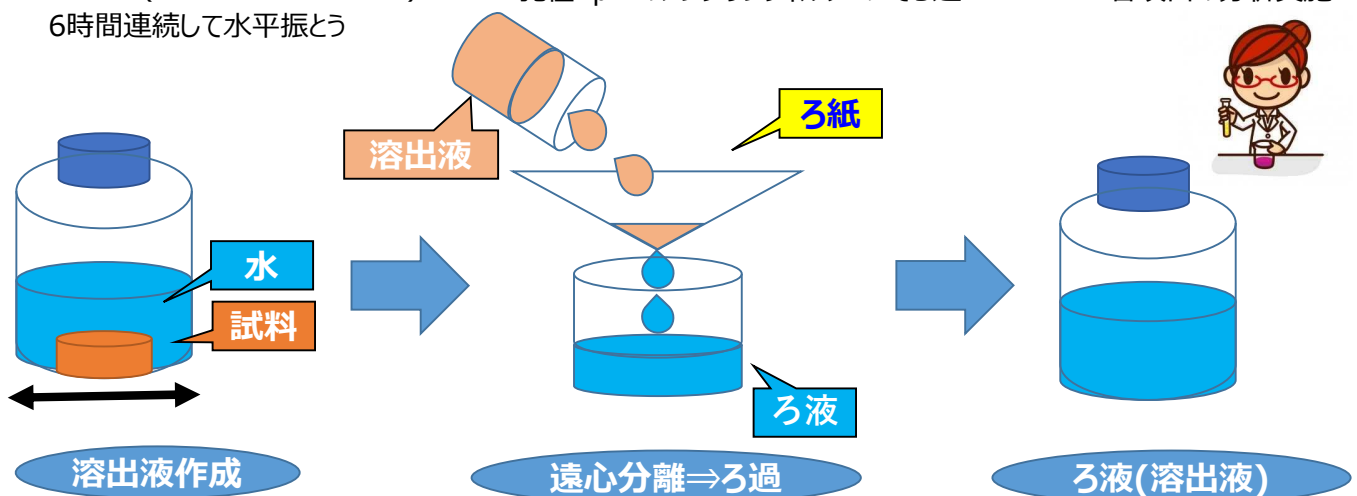 6時間連続して水平振とう
溶出液
ろ紙
水
試料
ろ液
溶出液作成
遠心分離⇒ろ過
ろ液(溶出液)